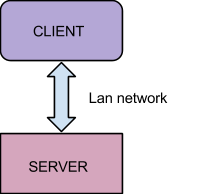 CLIENT
Lan network
SERVER